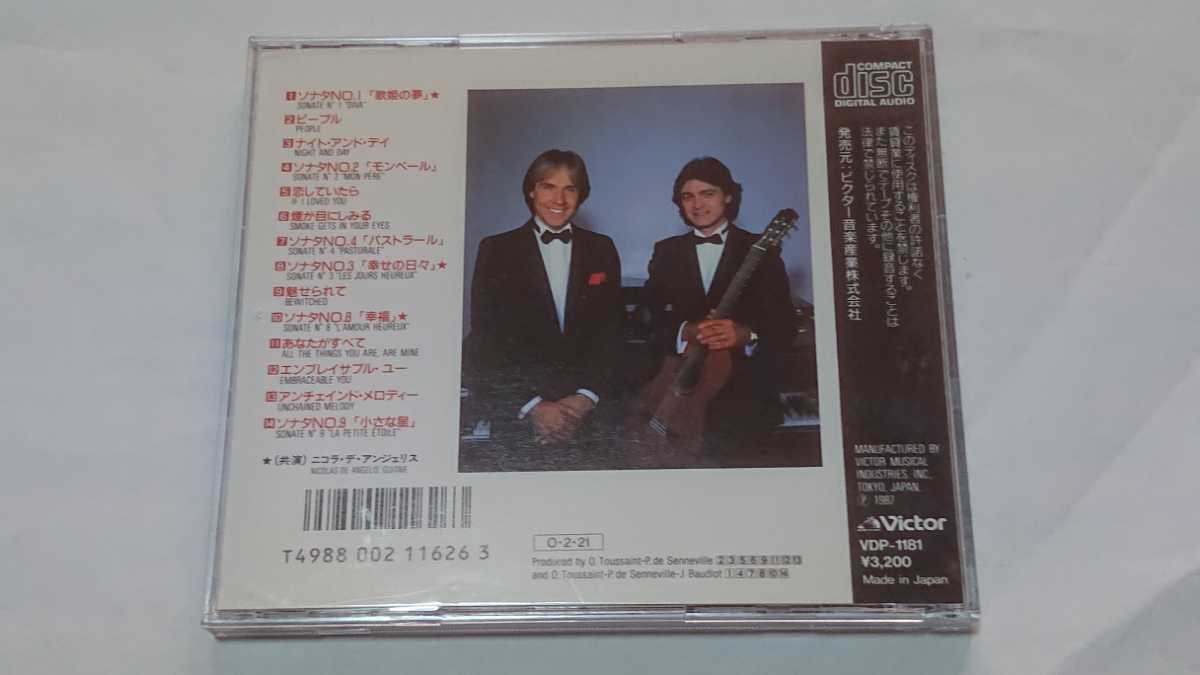 1 ソナタNO.1「歌姫の夢」★
SONATE N° 1 "DIVA"
2 ピープル
PEOPLE
3 ナイト・アンド・デイ
NIGHT AND DAY
4 ソナタNO.2「モンペール」
SONATE N° 2 "MON PERE"
5 恋していたら
IF I LOVED YOU
6 煙が目にしみる
SMOKE GETS IN YOUR EYES
7 ソナタNO.4「パストラール」
SONATE N° 4 "PASTORALE"
8 ソナタNO.3「幸せの日々」★
SONATE N° 3 "LES JOURS HEUREUX"
9 魅せられて
BEWITCHED
10 ソナタNO.8「幸福」★
SONATE N° 8 "L'AMOUR HEUREUX"
11 あなたがすべて
ALL THE THINGS YOU ARE, ARE MINE
12 エンブレイサブル・ユー
EMBRACEABLE YOU
13 アンチェインド・メロディー
UNCHAINED MELODY
14 ソナタNO.9「小さな星」
SONATE N° 9 "LA PETITE ETOILE"
★(共演) ニコラ・デ・アンジェリス
NICOLAS DE ANGELIS: GUITARE
T4988 002 11626 3
O・2・21
Produced by O. Toussaint-P. de Senneville 2 3 5 6 9 11 12 13
and O. Toussaint-P. de Senneville-J. Baudlot 1 4 7 8 10 14
COMPACT
disc
DIGITAL AUDIO
このディスクは権利者の許諾なく
賃貸業に使用することを禁じます。
また無断でテープその他に録音することは
法律で禁じられています。
発売元:ビクター音楽産業株式会社
MANUFACTURED BY
VICTOR MUSICAL
INDUSTRIES, INC.,
TOKYO, JAPAN.
Ⓟ 1987
Victor
VDP-1181
¥3,200
Made in Japan